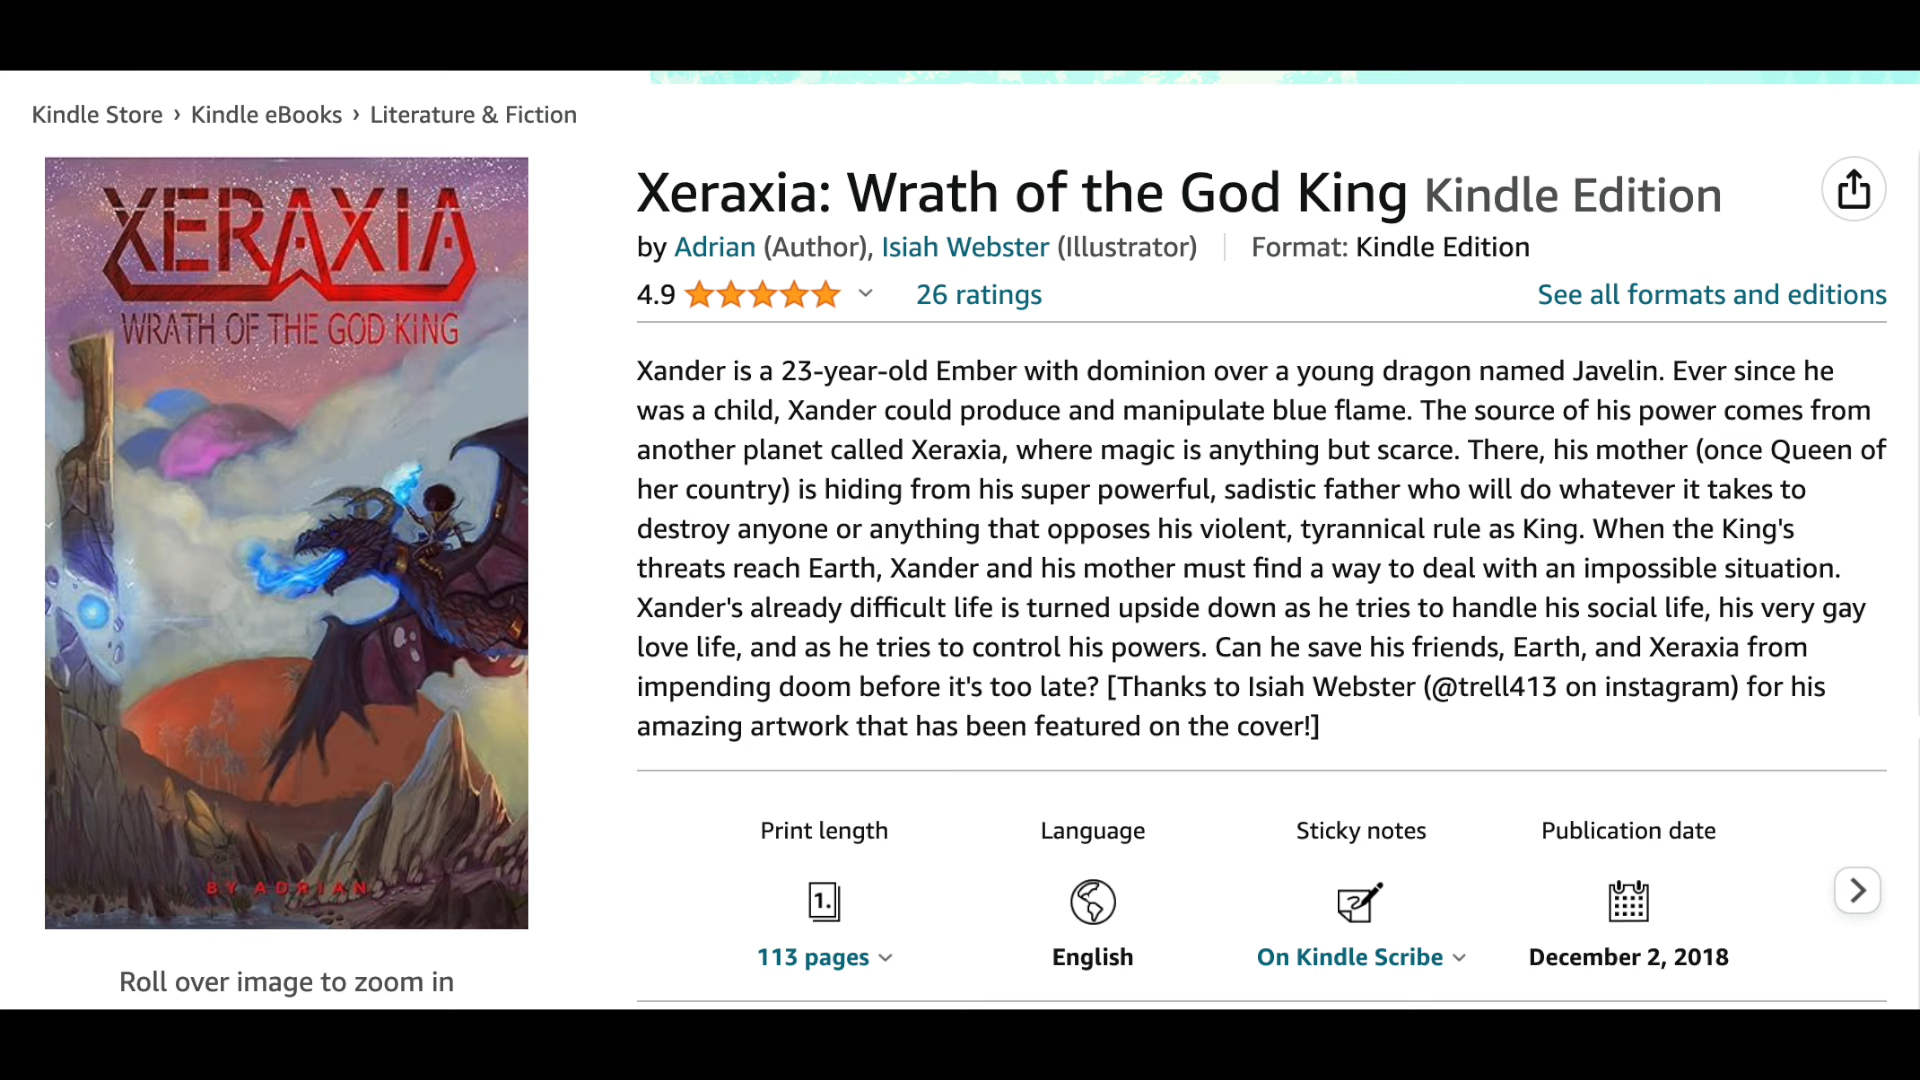 Kindle Store › Kindle eBooks › Literature & Fiction
XERAXIA
WRATH OF THE GOD KING
BY ADRIAN
Roll over image to zoom in
Xeraxia: Wrath of the God King Kindle Edition
by Adrian (Author), Isiah Webster (Illustrator) Format: Kindle Edition
4.9 26 ratings See all formats and editions
Xander is a 23-year-old Ember with dominion over a young dragon named Javelin. Ever since he
was a child, Xander could produce and manipulate blue flame. The source of his power comes from
another planet called Xeraxia, where magic is anything but scarce. There, his mother (once Queen of
her country) is hiding from his super powerful, sadistic father who will do whatever it takes to
destroy anyone or anything that opposes his violent, tyrannical rule as King. When the King's
threats reach Earth, Xander and his mother must find a way to deal with an impossible situation.
Xander's already difficult life is turned upside down as he tries to handle his social life, his very gay
love life, and as he tries to control his powers. Can he save his friends, Earth, and Xeraxia from
impending doom before it's too late? [Thanks to Isiah Webster (@trell413 on instagram) for his
amazing artwork that has been featured on the cover!]
Print length Language Sticky notes Publication date
1.
113 pages English On Kindle Scribe December 2, 2018